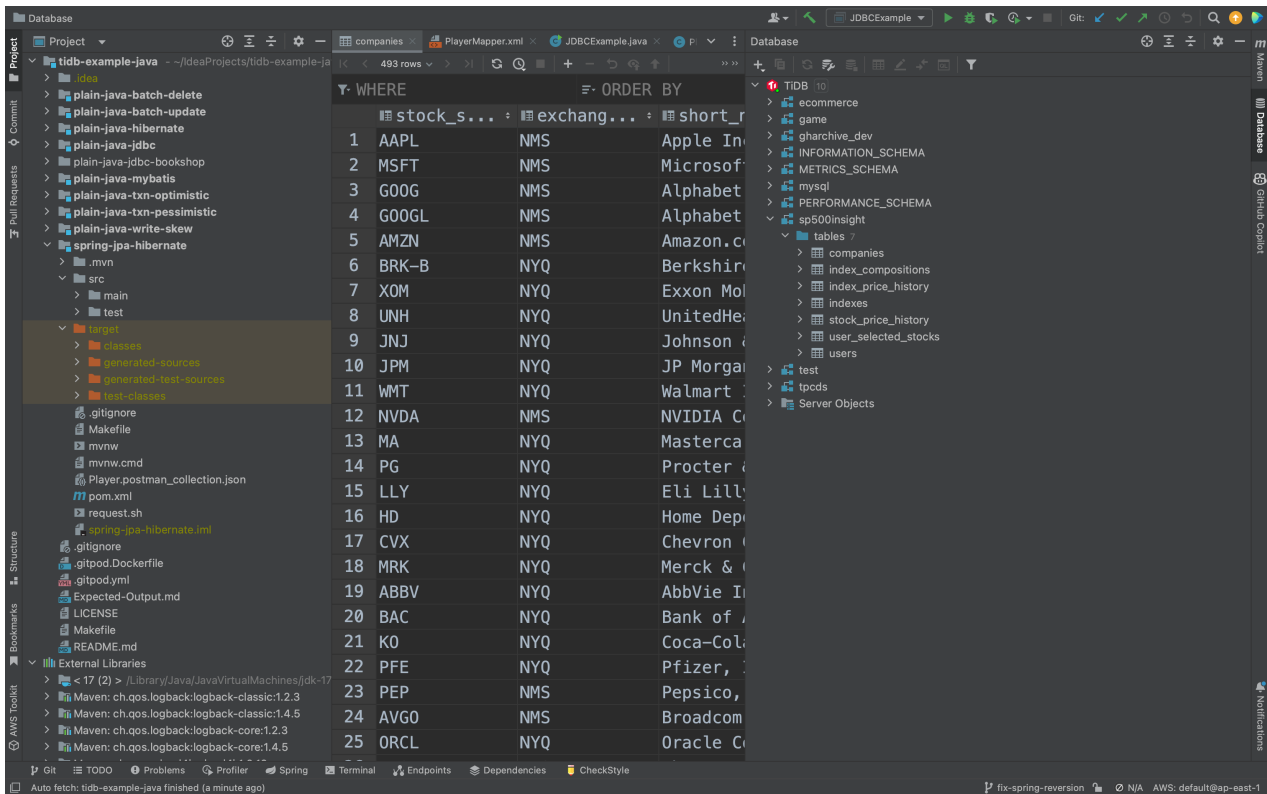 Database
JDBCExample
Git:
Project
companies
PlayerMapper.xml
JDBCExample.java
Pl
Database
tidb-example-java ~/IdeaProjects/tidb-example-ja
.idea
plain-java-batch-delete
plain-java-batch-update
plain-java-hibernate
plain-java-jdbc
plain-java-jdbc-bookshop
plain-java-mybatis
plain-java-txn-optimistic
plain-java-txn-pessimistic
plain-java-write-skew
spring-jpa-hibernate
.mvn
src
main
test
target
classes
generated-sources
generated-test-sources
test-classes
.gitignore
Makefile
mvnw
mvnw.cmd
Player.postman_collection.json
pom.xml
request.sh
spring-jpa-hibernate.iml
.gitignore
.gitpod.Dockerfile
.gitpod.yml
Expected-Output.md
LICENSE
Makefile
README.md
External Libraries
< 17 (2) > /Library/Java/JavaVirtualMachines/jdk-17
Maven: ch.qos.logback:logback-classic:1.2.3
Maven: ch.qos.logback:logback-classic:1.4.5
Maven: ch.qos.logback:logback-core:1.2.3
Maven: ch.qos.logback:logback-core:1.4.5
493 rows
WHERE ORDER BY
stock_s... exchang... short_n
1 AAPL NMS Apple In
2 MSFT NMS Microsof
3 GOOG NMS Alphabet
4 GOOGL NMS Alphabet
5 AMZN NMS Amazon.co
6 BRK-B NYQ Berkshir
7 XOM NYQ Exxon Mo
8 UNH NYQ UnitedHea
9 JNJ NYQ Johnson &
10 JPM NYQ JP Morgan
11 WMT NYQ Walmart I
12 NVDA NMS NVIDIA Co
13 MA NYQ Masterca
14 PG NYQ Procter &
15 LLY NYQ Eli Lilly
16 HD NYQ Home Depo
17 CVX NYQ Chevron C
18 MRK NYQ Merck & C
19 ABBV NYQ AbbVie In
20 BAC NYQ Bank of A
21 KO NYQ Coca-Cola
22 PFE NYQ Pfizer, I
23 PEP NMS Pepsico,
24 AVGO NMS Broadcom
25 ORCL NYQ Oracle Co
TiDB 10
ecommerce
game
gharchive_dev
INFORMATION_SCHEMA
METRICS_SCHEMA
mysql
PERFORMANCE_SCHEMA
sp500insight
tables 7
companies
index_compositions
index_price_history
indexes
stock_price_history
user_selected_stocks
users
test
tpcds
Server Objects
Project
Commit
Pull Requests
Structure
Bookmarks
AWS Toolkit
m
Maven
Database
GitHub Copilot
Notifications
Git
TODO
Problems
Profiler
Spring
Terminal
Endpoints
Dependencies
CheckStyle
Auto fetch: tidb-example-java finished (a minute ago)
fix-spring-reversion
N/A
AWS: default@ap-east-1